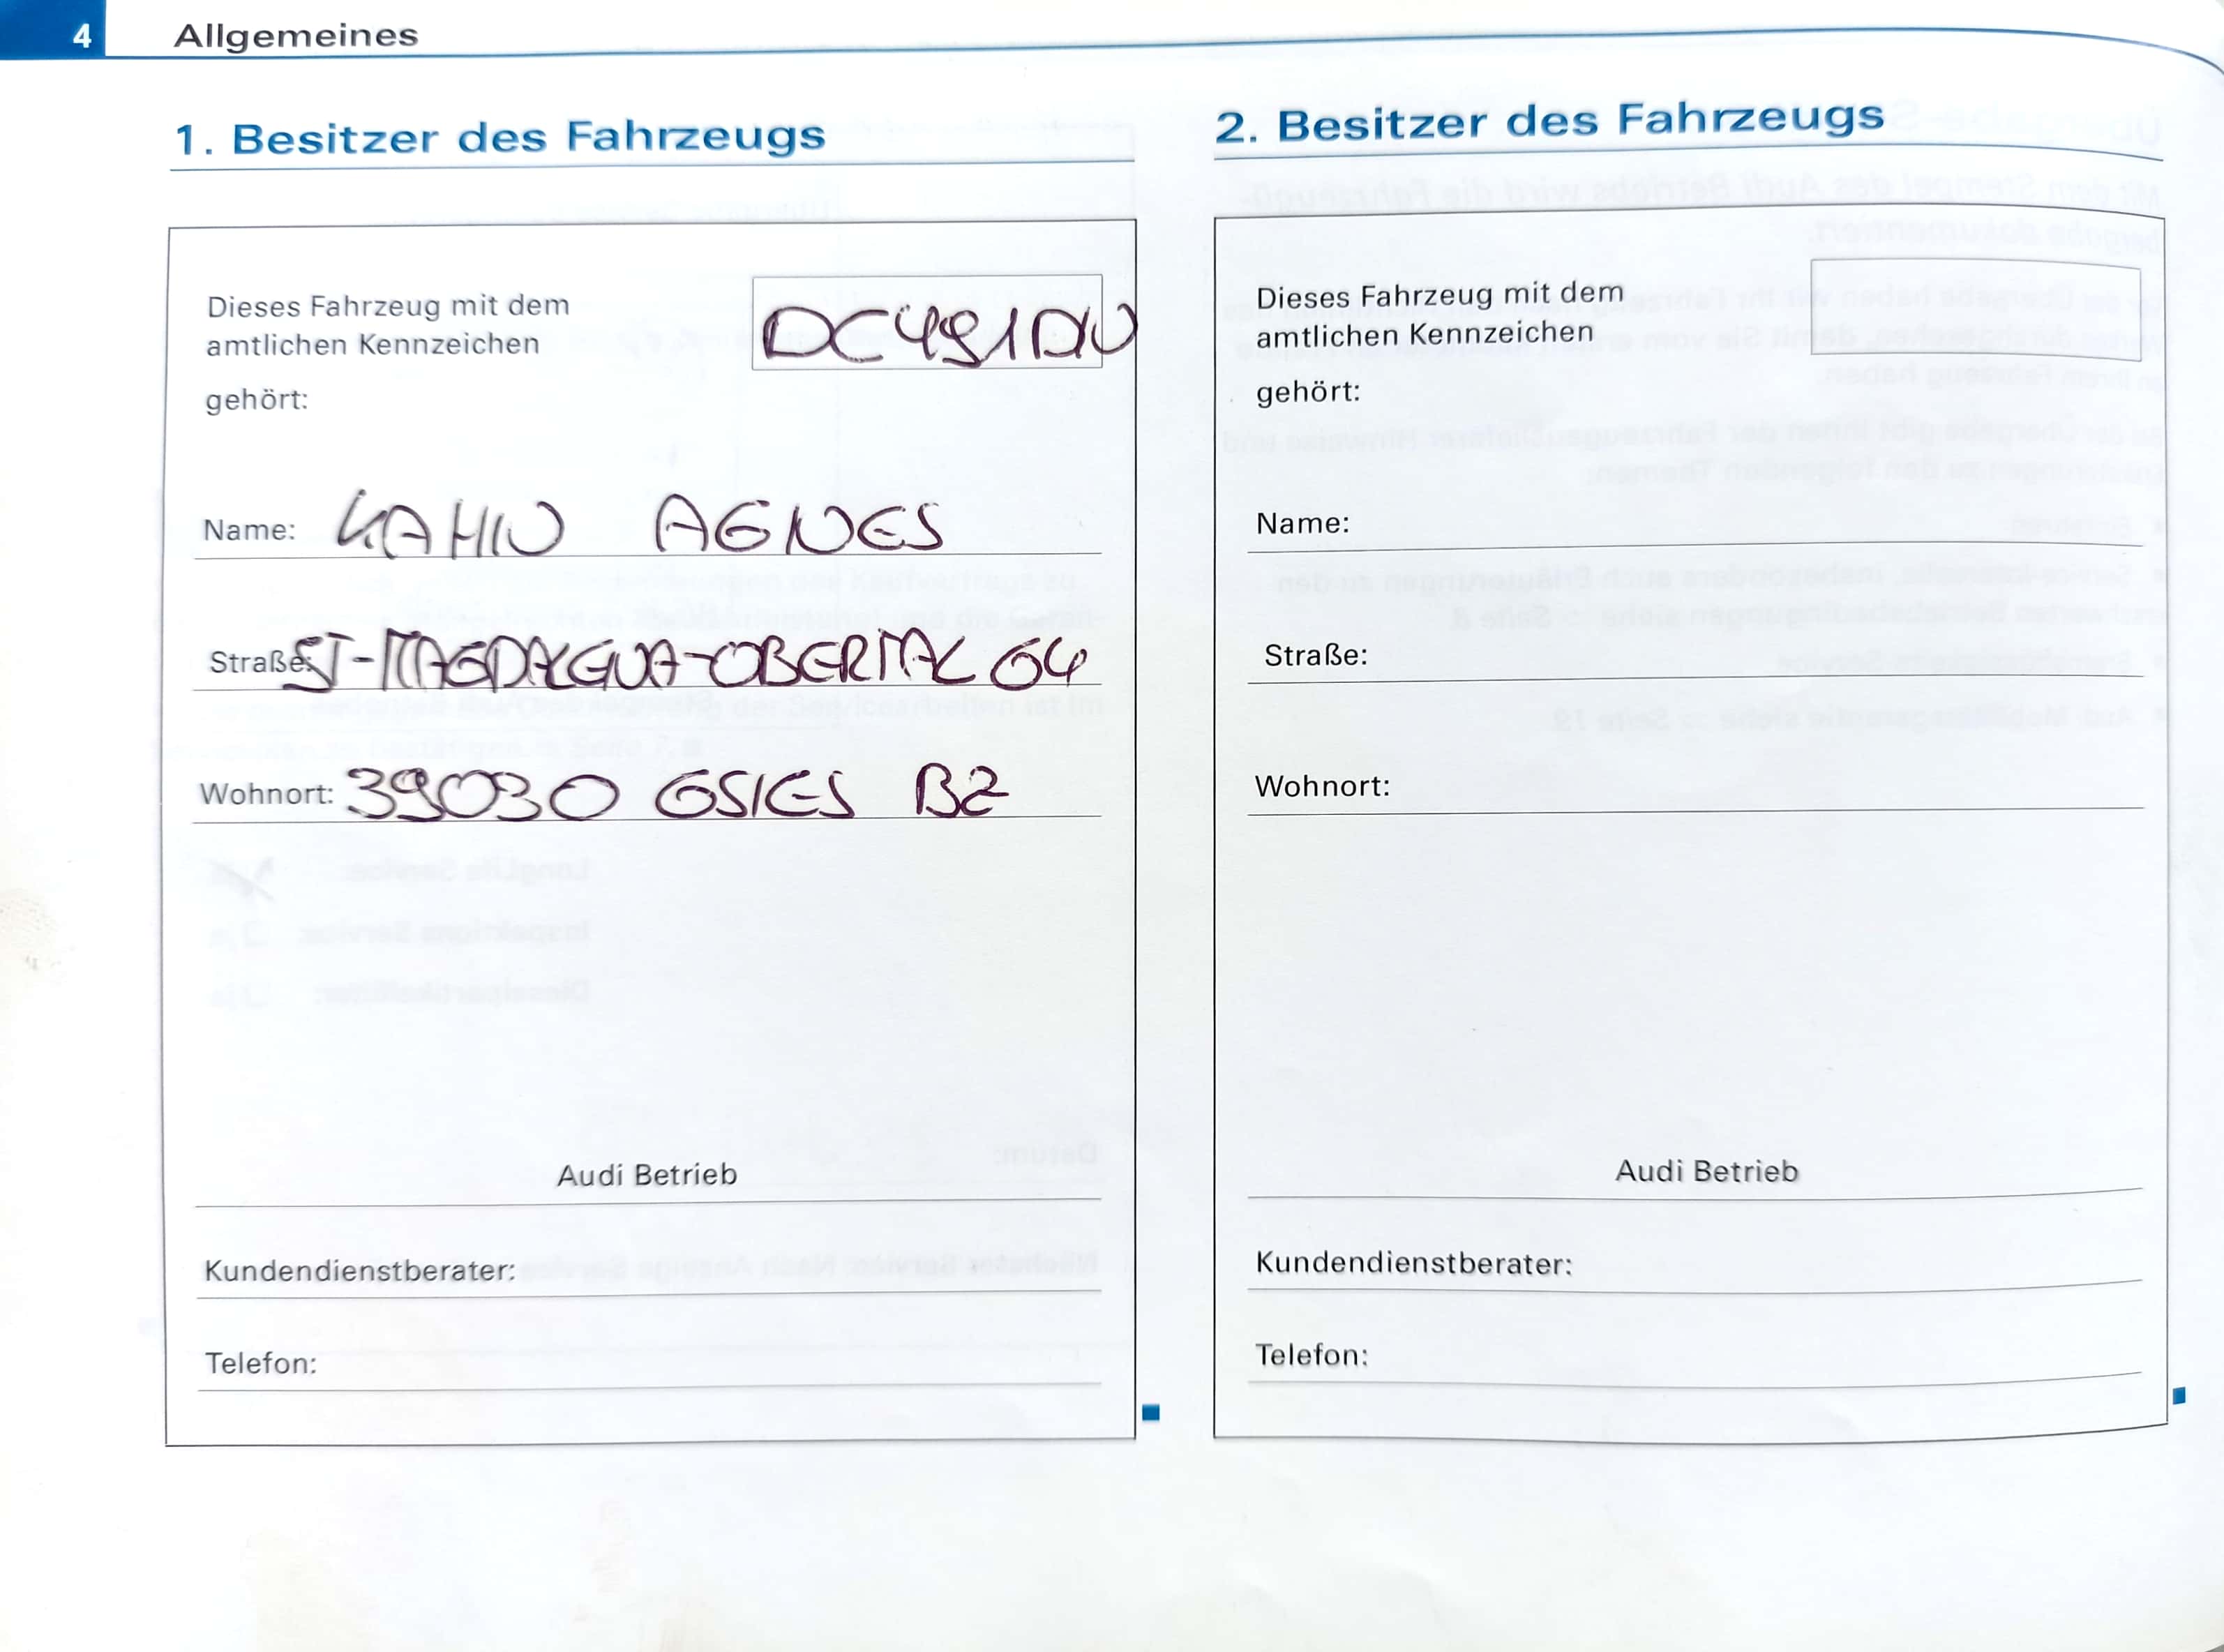 4 Allgemeines
1. Besitzer des Fahrzeugs
Dieses Fahrzeug mit dem
amtlichen Kennzeichen
DC491DW
gehört:
Name: KAHN AGNES
Straße: ST-MAGDALENA-OBERTAL 64
Wohnort: 39030 GSIES BZ
Audi Betrieb
Kundendienstberater:
Telefon:
2. Besitzer des Fahrzeugs
Dieses Fahrzeug mit dem
amtlichen Kennzeichen
gehört:
Name:
Straße:
Wohnort:
Audi Betrieb
Kundendienstberater:
Telefon: